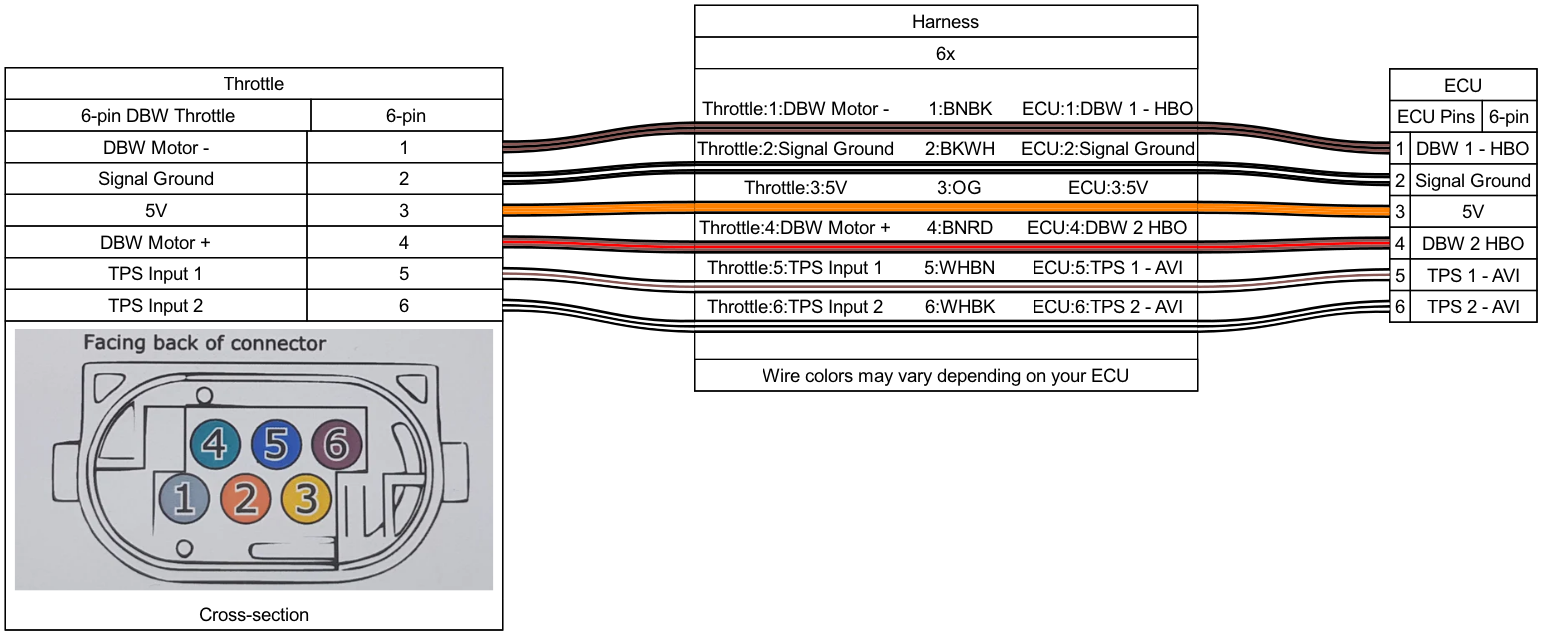 Throttle
6-pin DBW Throttle 6-pin
DBW Motor - 1
Signal Ground 2
5V 3
DBW Motor + 4
TPS Input 1 5
TPS Input 2 6
Facing back of connector
4 5 6
1 2 3
Cross-section
Harness
6x
Throttle:1:DBW Motor - 1:BNBK ECU:1:DBW 1 - HBO
Throttle:2:Signal Ground 2:BKWH ECU:2:Signal Ground
Throttle:3:5V 3:OG ECU:3:5V
Throttle:4:DBW Motor + 4:BNRD ECU:4:DBW 2 HBO
Throttle:5:TPS Input 1 5:WHBN ECU:5:TPS 1 - AVI
Throttle:6:TPS Input 2 6:WHBK ECU:6:TPS 2 - AVI
Wire colors may vary depending on your ECU
ECU
ECU Pins 6-pin
1 DBW 1 - HBO
2 Signal Ground
3 5V
4 DBW 2 HBO
5 TPS 1 - AVI
6 TPS 2 - AVI